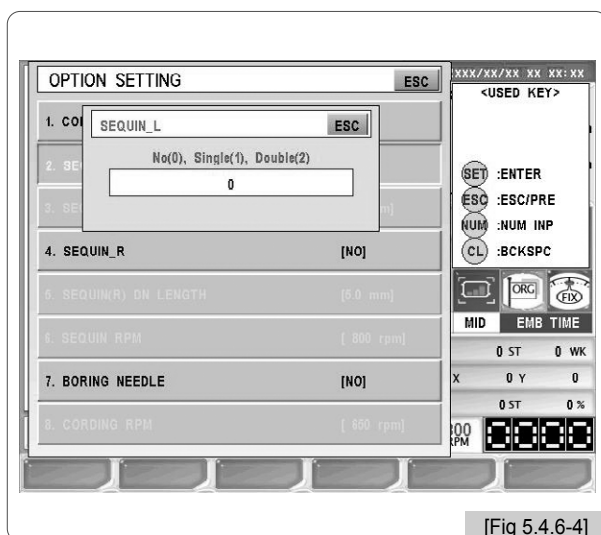 OPTION SETTING ESC
XXX/XX/XX XX XX:XX
<USED KEY>
1. COI
SEQUIN_L ESC
No(0), Single(1), Double(2)
0
2. SE
3. SE m]
SET :ENTER
ESC :ESC/PRE
NUM :NUM INP
CL :BCKSPC
4. SEQUIN_R [NO]
5. SEQUIN(R) DN LENGTH [6.0 mm]
6. SEQUIN RPM [ 800 rpm]
7. BORING NEEDLE [NO]
8. CORDING RPM [ 600 rpm]
ORG FIX
MID EMB TIME
0 ST 0 WK
X 0 Y 0
0 ST 0 %
RPM 0000
[Fig 5.4.6-4]